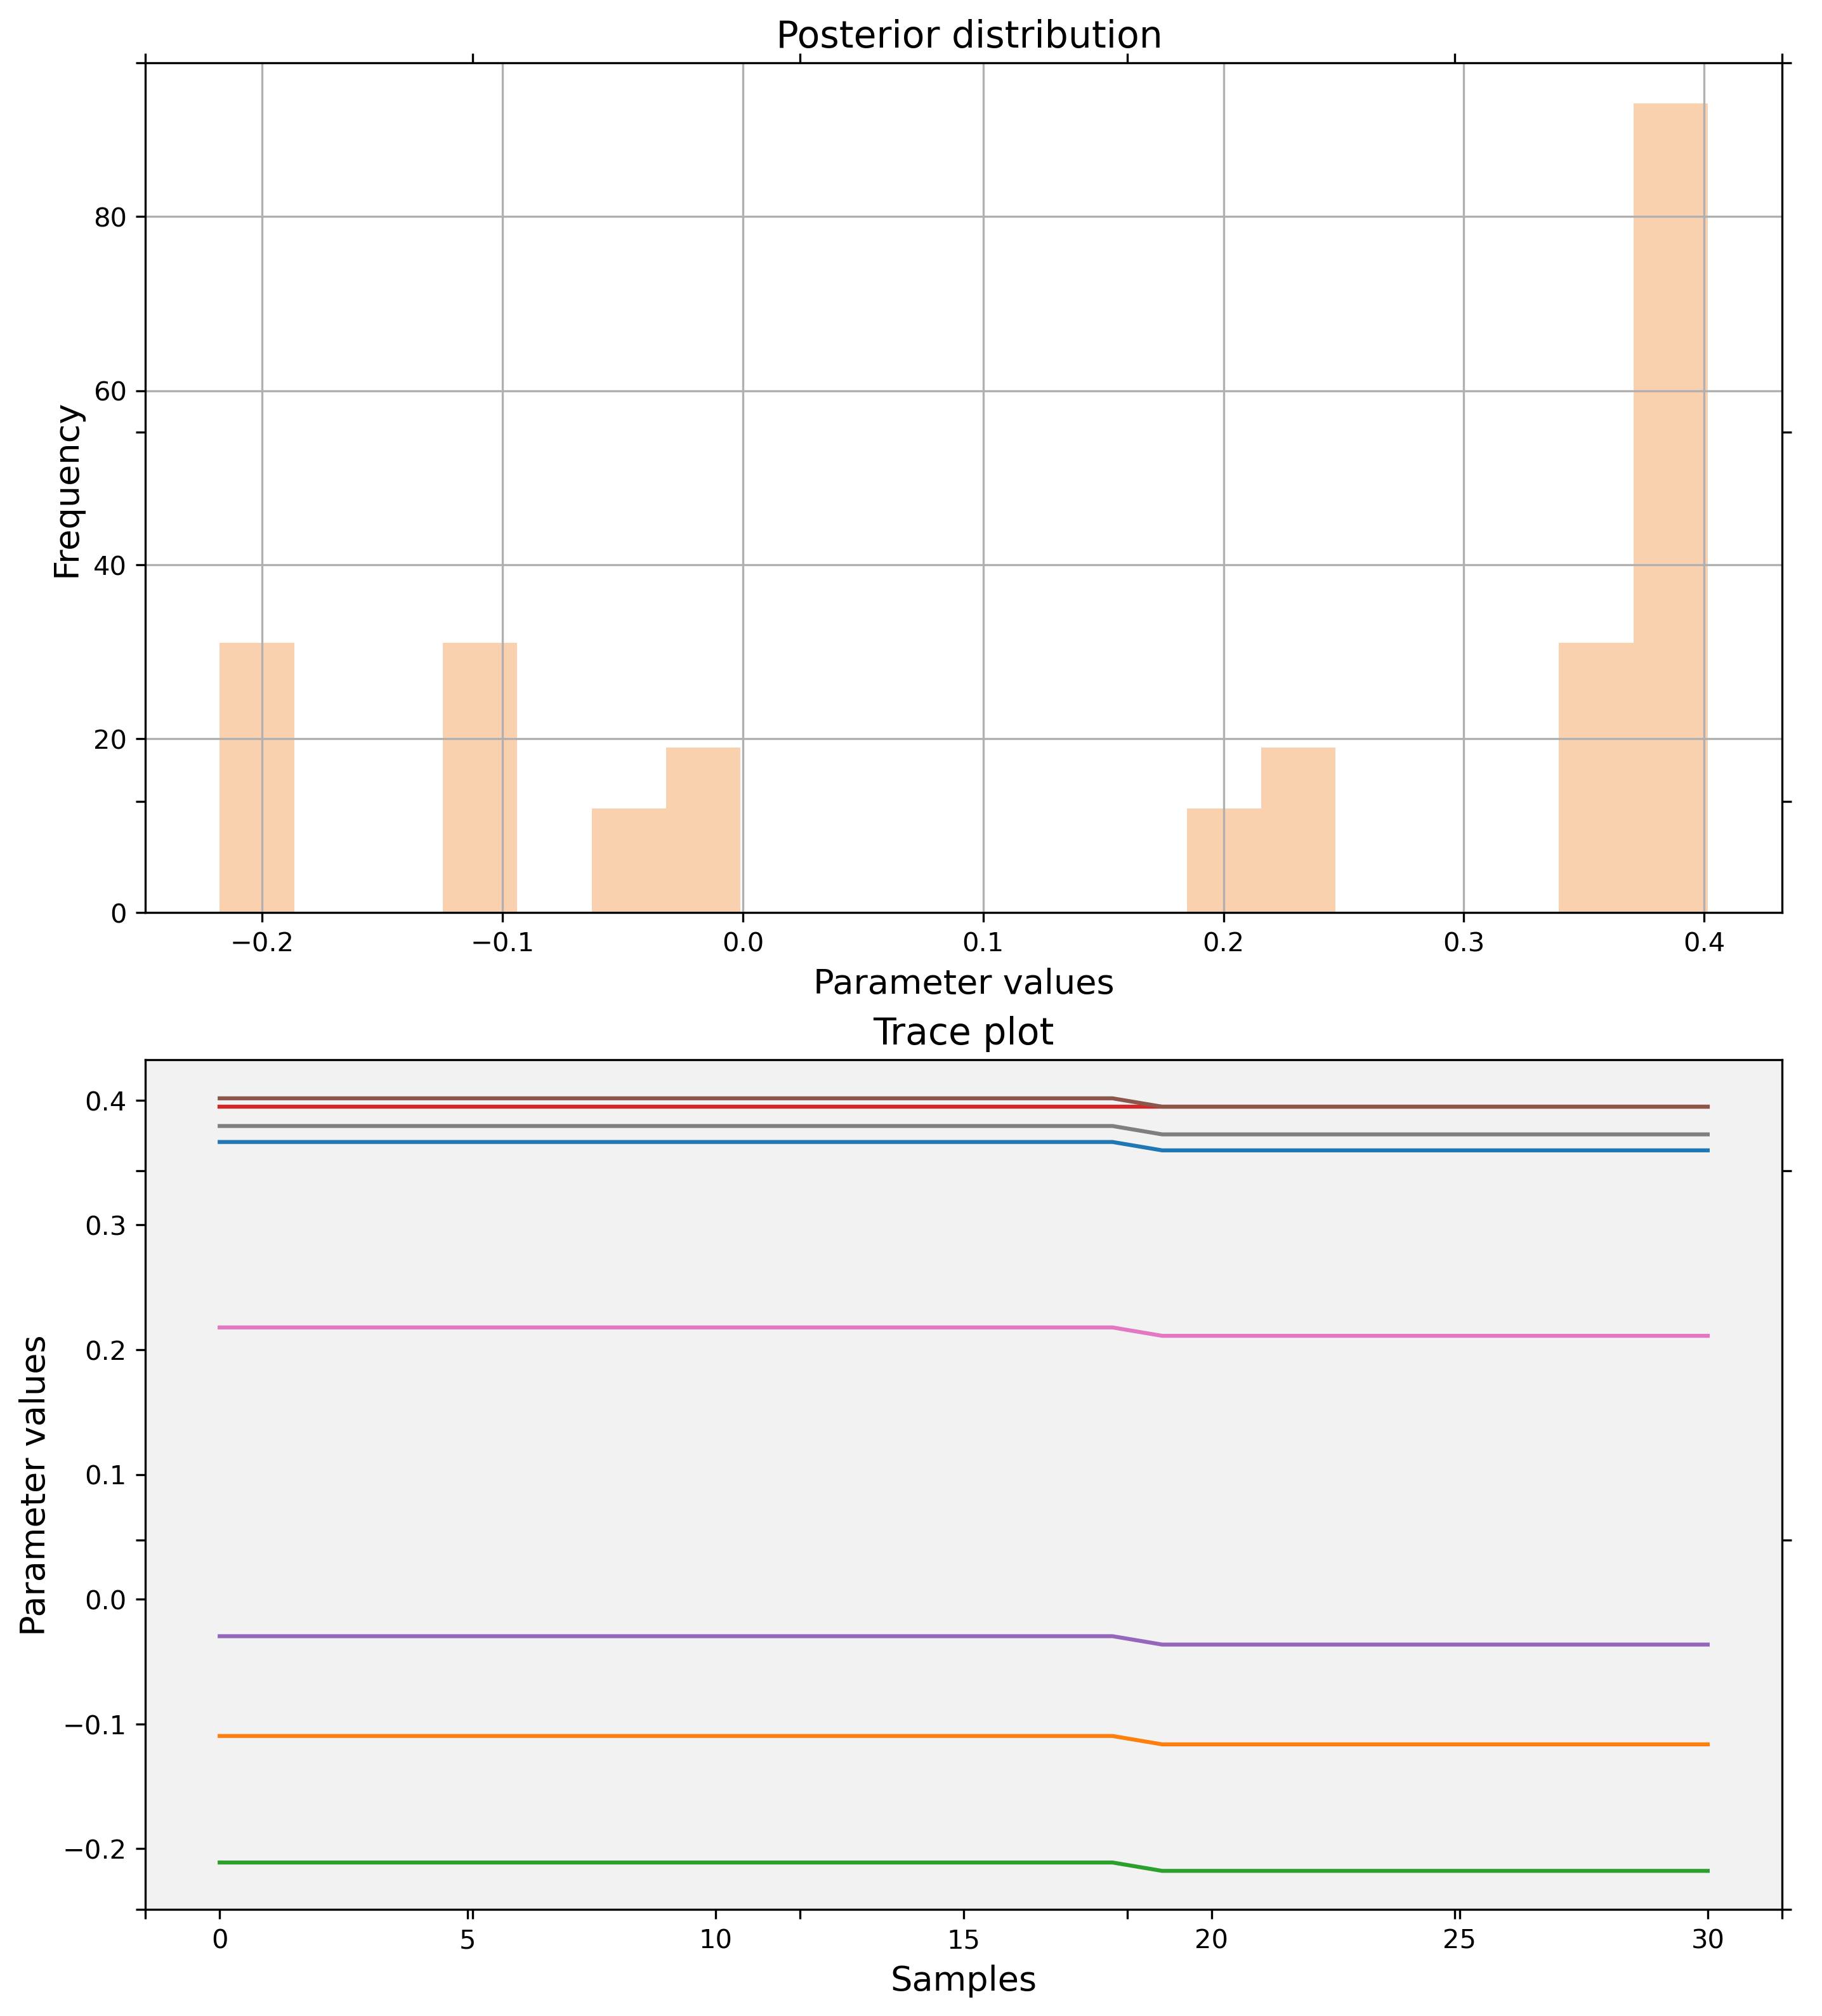 Posterior distribution
Frequency
80
60
40
20
0
−0.2 −0.1 0.0 0.1 0.2 0.3 0.4
Parameter values
Trace plot
Parameter values
0.4
0.3
0.2
0.1
0.0
−0.1
−0.2
0 5 10 15 20 25 30
Samples